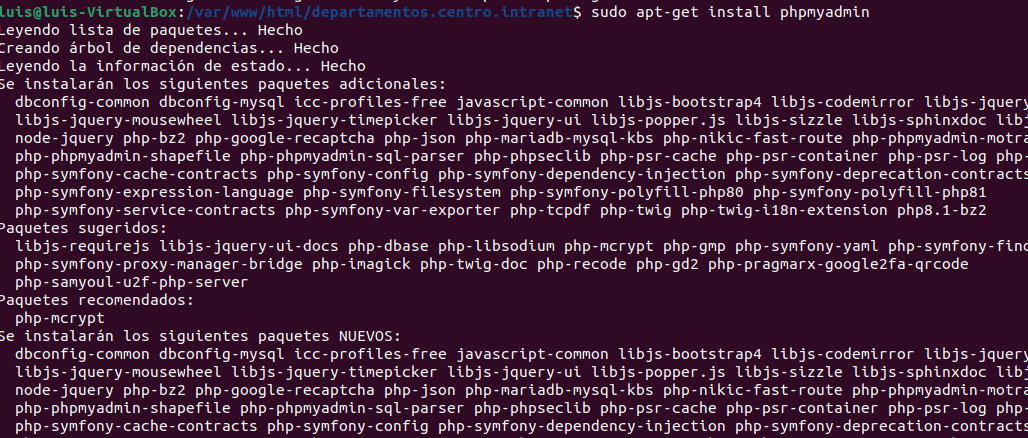 luis@luis-VirtualBox:/var/www/html/departamentos.centro.intranet$ sudo apt-get install phpmyadmin
Leyendo lista de paquetes... Hecho
Creando árbol de dependencias... Hecho
Leyendo la información de estado... Hecho
Se instalarán los siguientes paquetes adicionales:
dbconfig-common dbconfig-mysql icc-profiles-free javascript-common libjs-bootstrap4 libjs-codemirror libjs-jquery
libjs-jquery-mousewheel libjs-jquery-timepicker libjs-jquery-ui libjs-popper.js libjs-sizzle libjs-sphinxdoc
node-jquery php-bz2 php-google-recaptcha php-json php-mariadb-mysql-kbs php-nikic-fast-route
php-phpmyadmin-shapefile php-phpmyadmin-sql-parser php-phpseclib php-psr-cache php-psr-container php-psr-log php-
php-symfony-cache-contracts php-symfony-config php-symfony-dependency-injection php-symfony-deprecation-contracts
php-symfony-expression-language php-symfony-filesystem php-symfony-polyfill-php80 php-symfony-polyfill-php81
php-symfony-service-contracts php-symfony-var-exporter php-tcpdf php-twig php-twig-i18n-extension php8.1-bz2
Paquetes sugeridos:
libjs-requirejs libjs-jquery-ui-docs php-dbase php-libsodium php-mcrypt php-gmp php-symfony-yaml
php-symfony-proxy-manager-bridge php-imagick php-twig-doc php-recode php-gd2 php-pragmarx-google2fa-qrcode
php-samyoul-u2f-php-server
Paquetes recomendados:
php-mcrypt
Se instalarán los siguientes paquetes NUEVOS:
dbconfig-common dbconfig-mysql icc-profiles-free javascript-common libjs-bootstrap4 libjs-codemirror libjs-jquery
libjs-jquery-mousewheel libjs-jquery-timepicker libjs-jquery-ui libjs-popper.js libjs-sizzle libjs-sphinxdoc
node-jquery php-bz2 php-google-recaptcha php-json php-mariadb-mysql-kbs php-nikic-fast-route
php-phpmyadmin-shapefile php-phpmyadmin-sql-parser php-phpseclib php-psr-cache php-psr-container php-psr-log php-
php-symfony-cache-contracts php-symfony-config php-symfony-dependency-injection php-symfony-deprecation-contracts